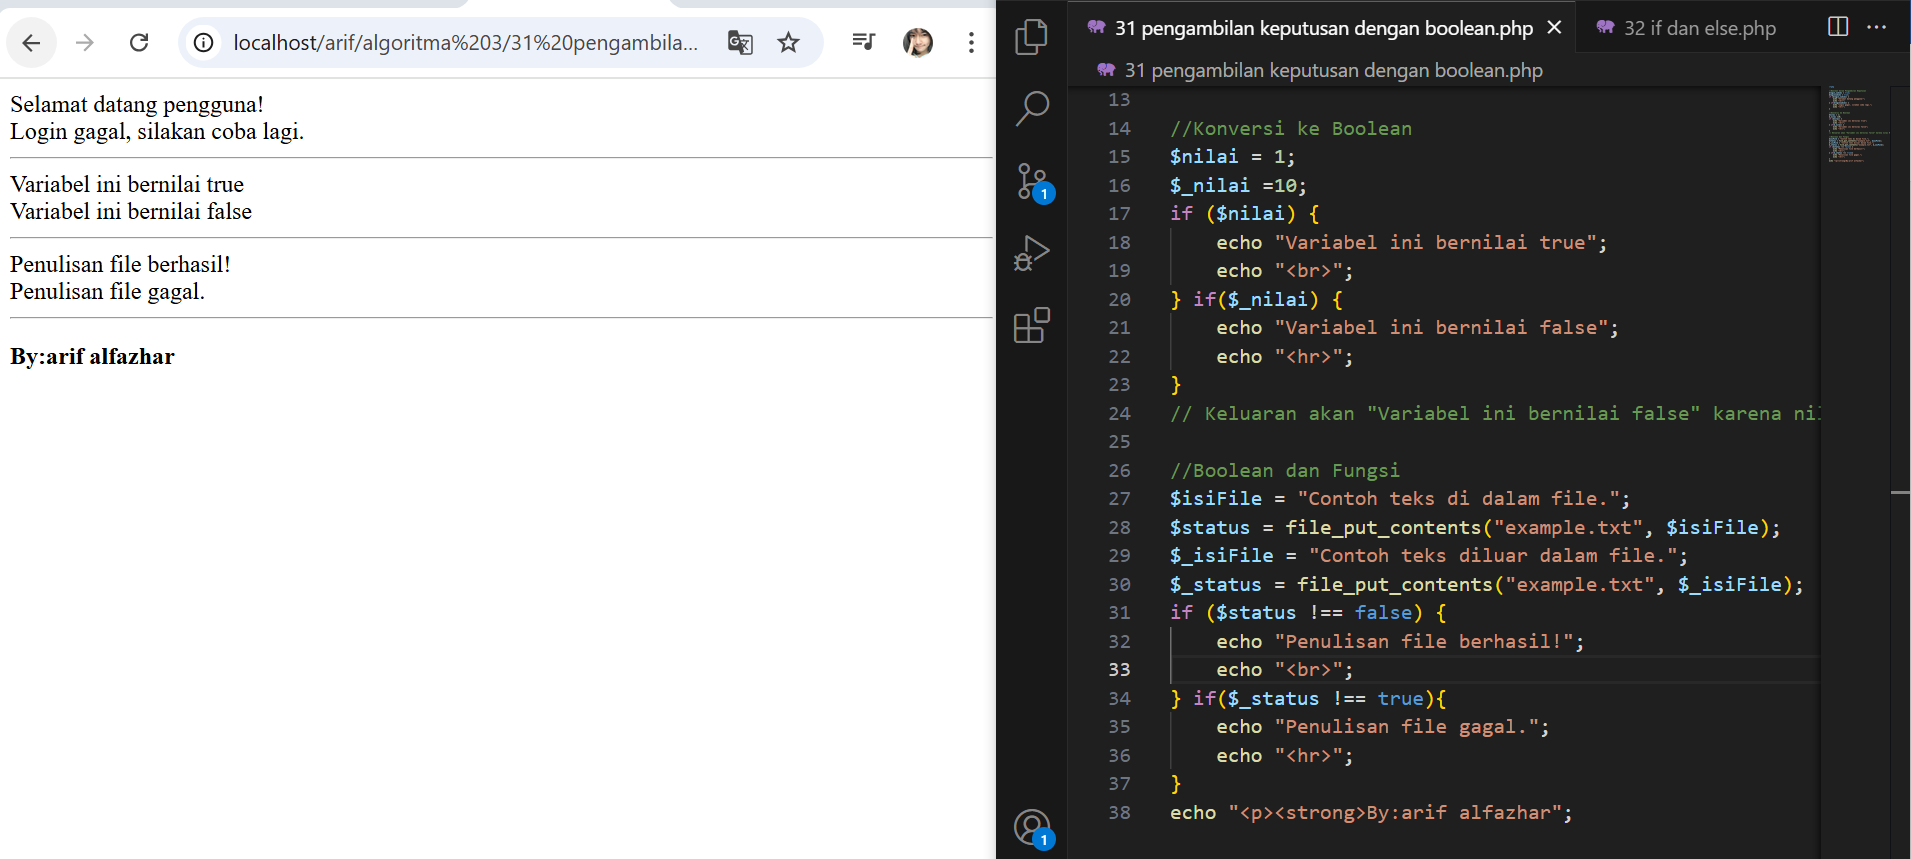 localhost/arif/algoritma%203/31%20pengambila...
Selamat datang pengguna!
Login gagal, silakan coba lagi.
Variabel ini bernilai true
Variabel ini bernilai false
Penulisan file berhasil!
Penulisan file gagal.
By:arif alfazhar
31 pengambilan keputusan dengan boolean.php
32 if dan else.php
31 pengambilan keputusan dengan boolean.php
1
1
13
14 //Konversi ke Boolean
15 $nilai = 1;
16 $_nilai =10;
17 if ($nilai) {
18 echo "Variabel ini bernilai true";
19 echo "<br>";
20 } if($_nilai) {
21 echo "Variabel ini bernilai false";
22 echo "<hr>";
23 }
24 // Keluaran akan "Variabel ini bernilai false" karena nil
25
26 //Boolean dan Fungsi
27 $isiFile = "Contoh teks di dalam file.";
28 $status = file_put_contents("example.txt", $isiFile);
29 $_isiFile = "Contoh teks diluar dalam file.";
30 $_status = file_put_contents("example.txt", $_isiFile);
31 if ($status !== false) {
32 echo "Penulisan file berhasil!";
33 echo "<br>";
34 } if($_status !== true){
35 echo "Penulisan file gagal.";
36 echo "<hr>";
37 }
38 echo "<p><strong>By:arif alfazhar";